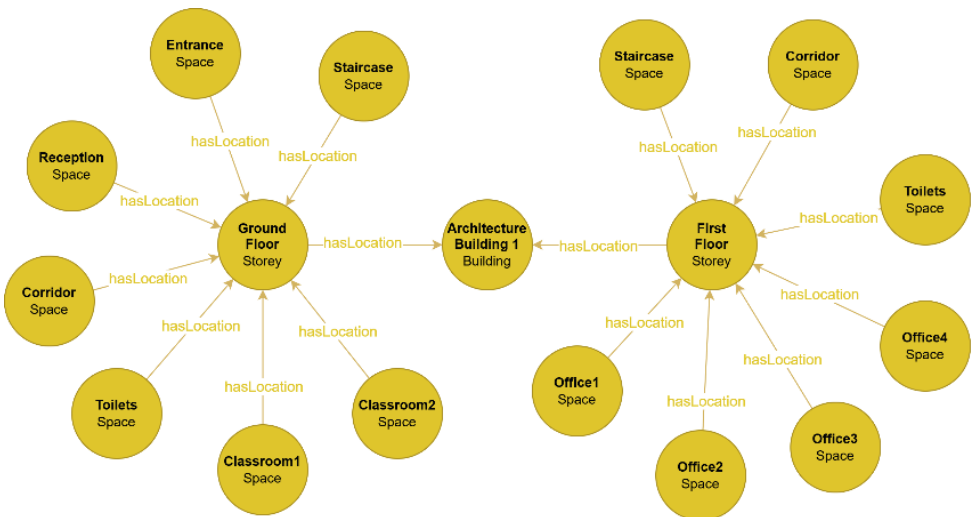 Entrance
Space
Staircase
Space
Staircase
Space
Corridor
Space
hasLocation
hasLocation
hasLocation
hasLocation
Reception
Space
hasLocation
Toilets
Space
hasLocation
Ground
Floor
Storey
hasLocation
Architecture
Building 1
Building
hasLocation
First
Floor
Storey
hasLocation
Corridor
Space
hasLocation
hasLocation
hasLocation
hasLocation
Office4
Space
hasLocation
hasLocation
hasLocation
hasLocation
Office1
Space
Toilets
Space
Classroom2
Space
Office3
Space
Classroom1
Space
Office2
Space